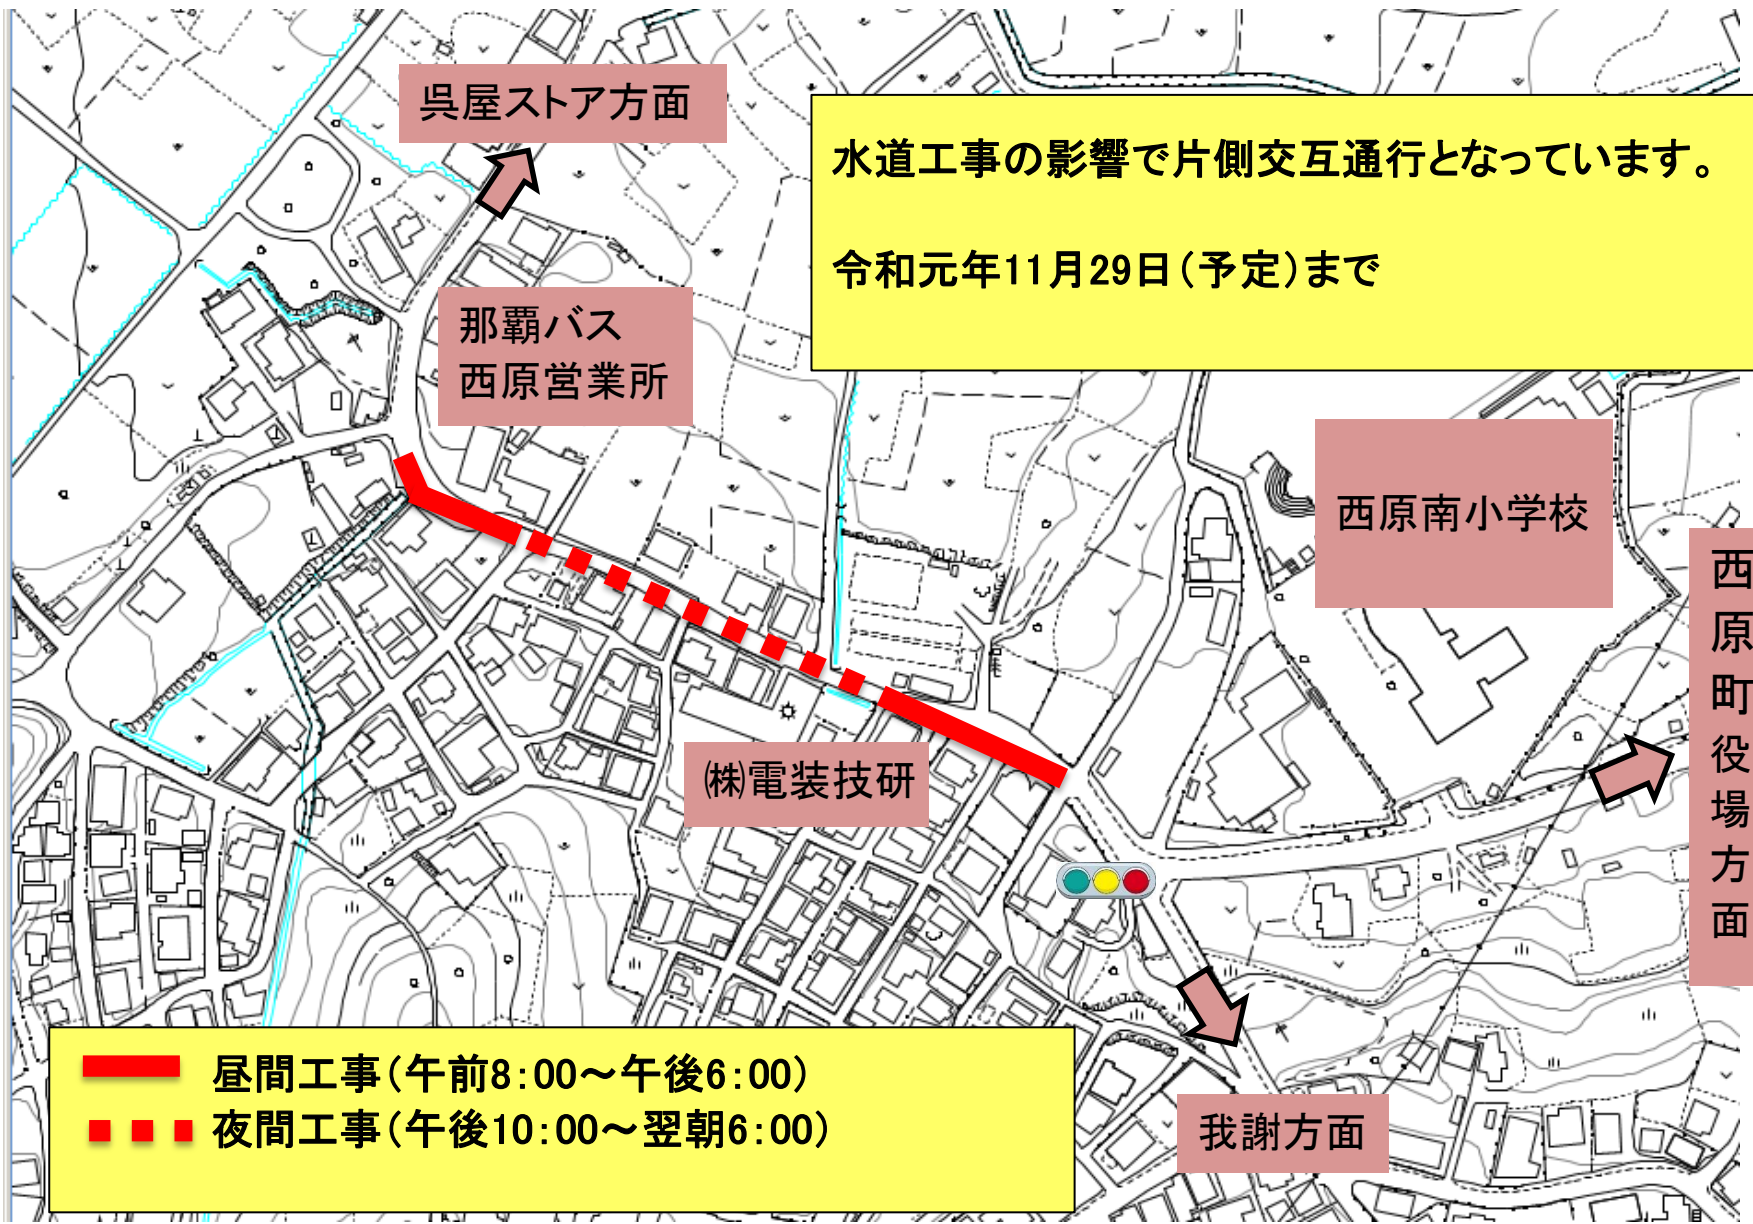 呉屋ストア方面
水道工事の影響で片側交互通行となっています。
令和元年11月29日(予定)まで
那覇バス
西原営業所
西原南小学校
西原町役場方面
㈱電装技研
昼間工事(午前8:00～午後6:00)
夜間工事(午後10:00～翌朝6:00)
我謝方面